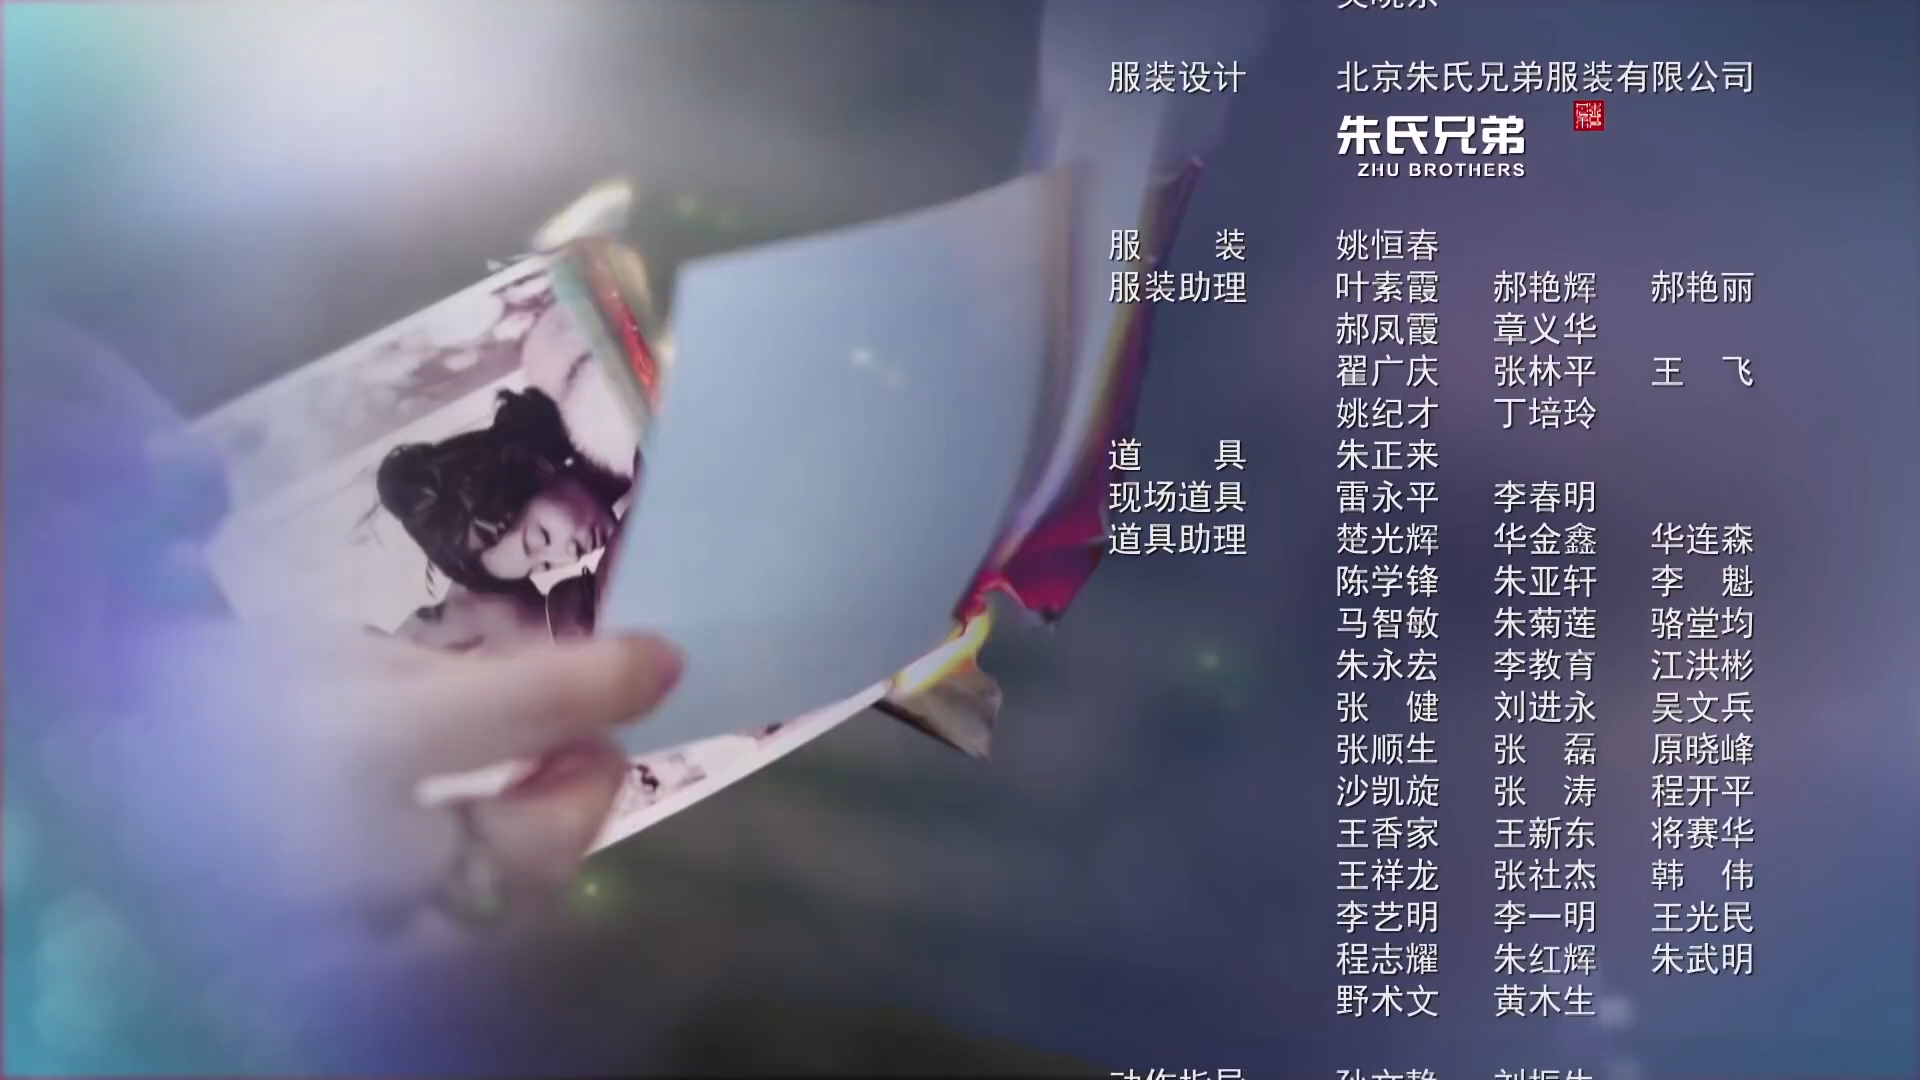 服装设计 北京朱氏兄弟服装有限公司
朱氏兄弟
ZHU BROTHERS
服 装 姚恒春
服装助理 叶素霞 郝艳辉 郝艳丽
郝凤霞 章义华
翟广庆 张林平 王 飞
姚纪才 丁培玲
道 具 朱正来
现场道具 雷永平 李春明
道具助理 楚光辉 华金鑫 华连森
陈学锋 朱亚轩 李 魁
马智敏 朱菊莲 骆堂均
朱永宏 李教育 江洪彬
张 健 刘进永 吴文兵
张顺生 张 磊 原晓峰
沙凯旋 张 涛 程开平
王香家 王新东 将赛华
王祥龙 张社杰 韩 伟
李艺明 李一明 王光民
程志耀 朱红辉 朱武明
野术文 黄木生